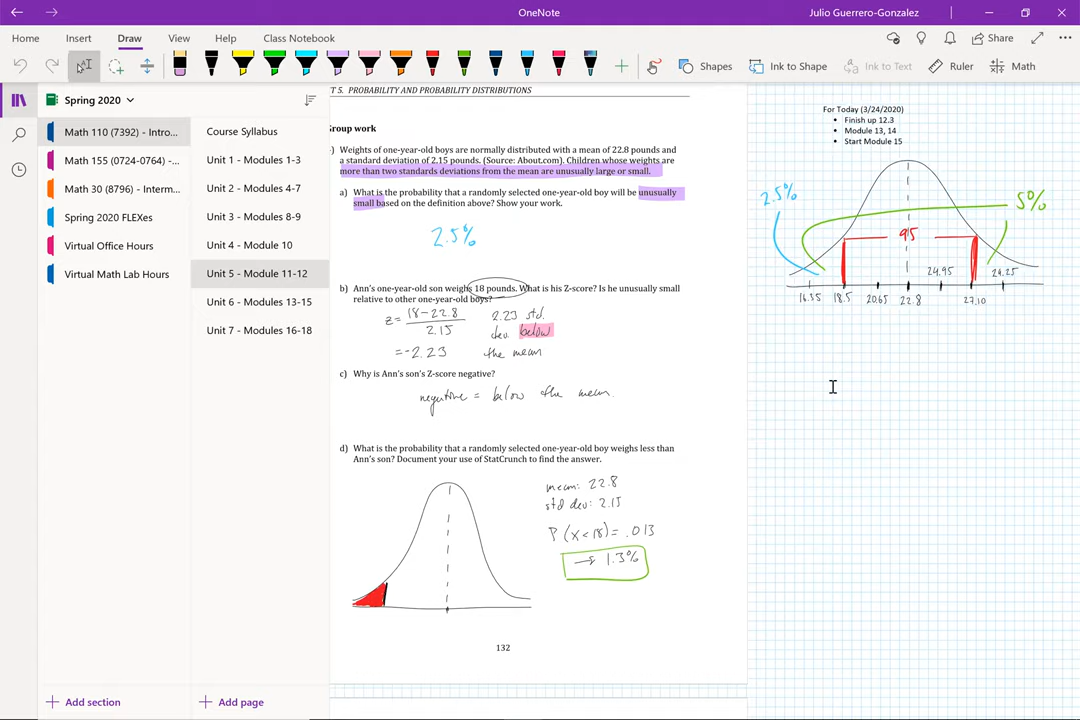 OneNote
Julio Guerrero-Gonzalez
Home Insert Draw View Help Class Notebook
Share
Shapes
Ink to Shape
Ink to Text
Ruler
Math
Spring 2020
Math 110 (7392) - Intro...
Math 155 (0724-0764) -...
Math 30 (8796) - Interm...
Spring 2020 FLEXes
Virtual Office Hours
Virtual Math Lab Hours
Add section
Course Syllabus
Unit 1 - Modules 1-3
Unit 2 - Modules 4-7
Unit 3 - Modules 8-9
Unit 4 - Module 10
Unit 5 - Module 11-12
Unit 6 - Modules 13-15
Unit 7 - Modules 16-18
Add page
T 5. PROBABILITY AND PROBABILITY DISTRIBUTIONS
Group work
) Weights of one-year-old boys are normally distributed with a mean of 22.8 pounds and
a standard deviation of 2.15 pounds. (Source: About.com). Children whose weights are
more than two standards deviations from the mean are unusually large or small.
a) What is the probability that a randomly selected one-year-old boy will be unusually
small based on the definition above? Show your work.
2.5%
b) Ann's one-year-old son weighs 18 pounds. What is his Z-score? Is he unusually small
relative to other one-year-old boys?
z = 18-22.8
2.15
= -2.23
2.23 std.
dev. below
the mean
c) Why is Ann's son's Z-score negative?
negative = below the mean.
d) What is the probability that a randomly selected one-year-old boy weighs less than
Ann's son? Document your use of StatCrunch to find the answer.
mean: 22.8
std dev: 2.15
P(x<18) = .013
→ 1.3%
132
For Today (3/24/2020)
• Finish up 12.3
• Module 13, 14
• Start Module 15
2.5%
5%
95
16.35 18.5 20.65 22.8 24.95 27.10 29.25